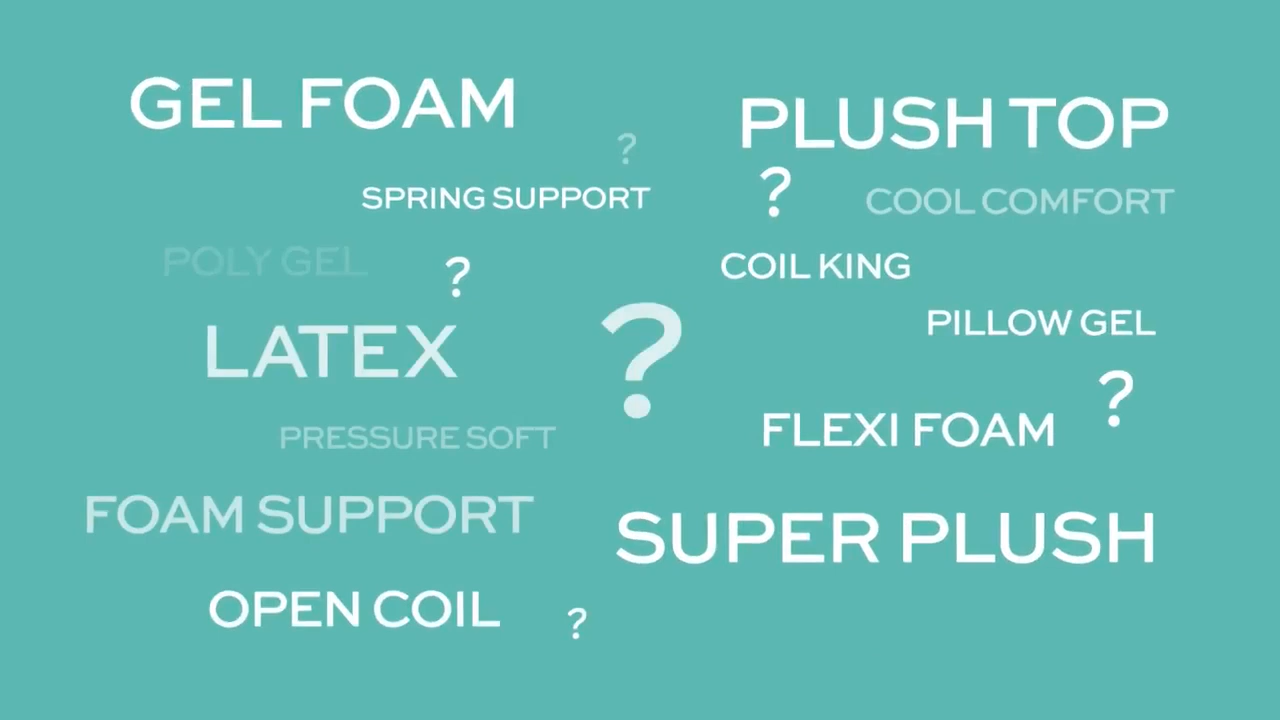 GEL FOAM
PLUSH TOP
?
SPRING SUPPORT
?
COOL COMFORT
POLY GEL
?
COIL KING
LATEX
?
PILLOW GEL
PRESSURE SOFT
FLEXI FOAM
?
FOAM SUPPORT
SUPER PLUSH
OPEN COIL
?